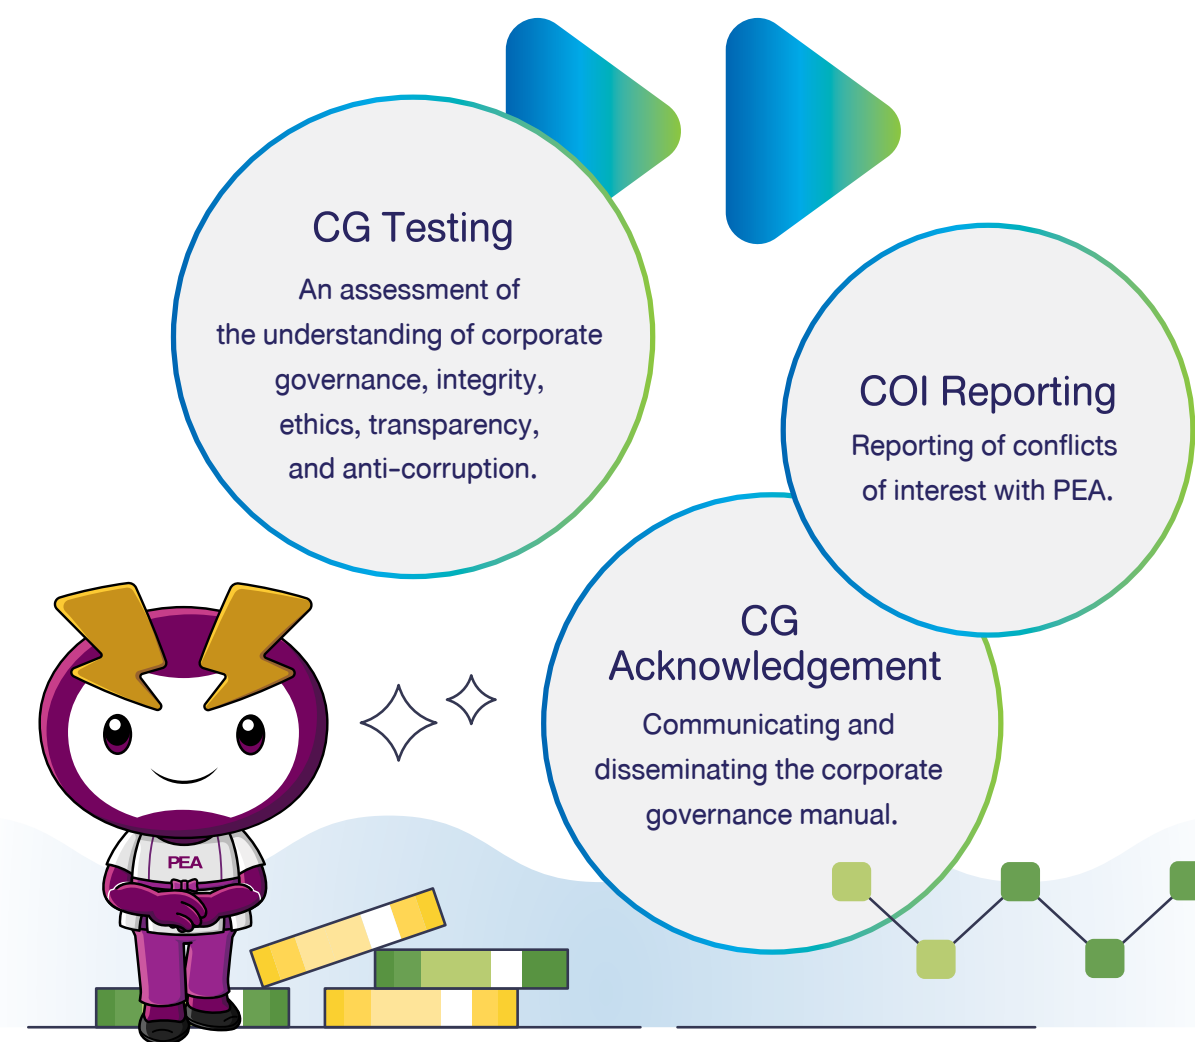 CG Testing
An assessment of
the understanding of corporate
governance, integrity,
ethics, transparency,
and anti-corruption.
COI Reporting
Reporting of conflicts
of interest with PEA.
CG
Acknowledgement
Communicating and
disseminating the corporate
governance manual.
PEA